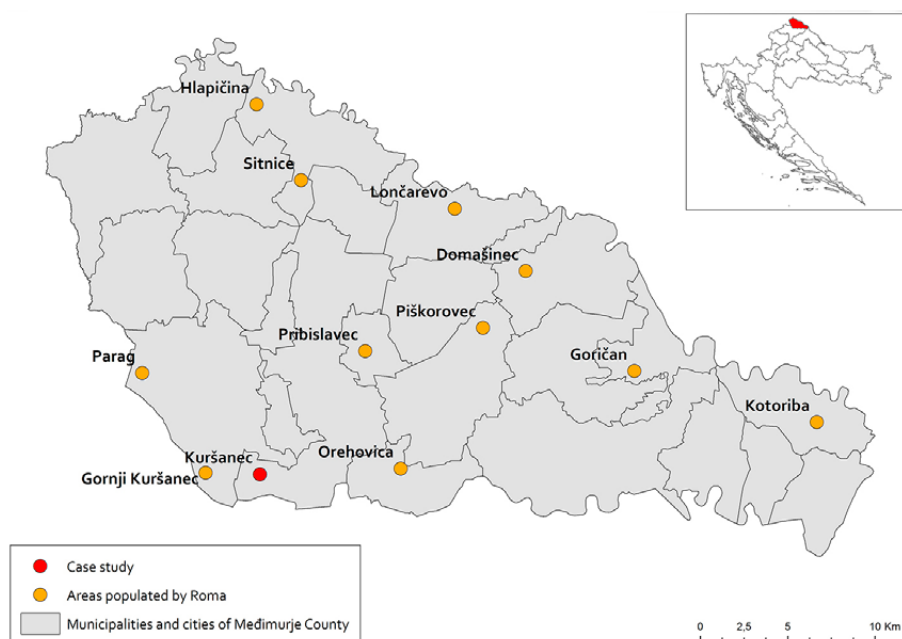 Hlapičina
Sitnice
Lončarevo
Domašinec
Piškorovec
Pribislavec
Goričan
Parag
Kotoriba
Kuršanec
Orehovica
Gornji Kuršanec
Case study
Areas populated by Roma
Municipalities and cities of Međimurje County
0 2,5 5 10 Km